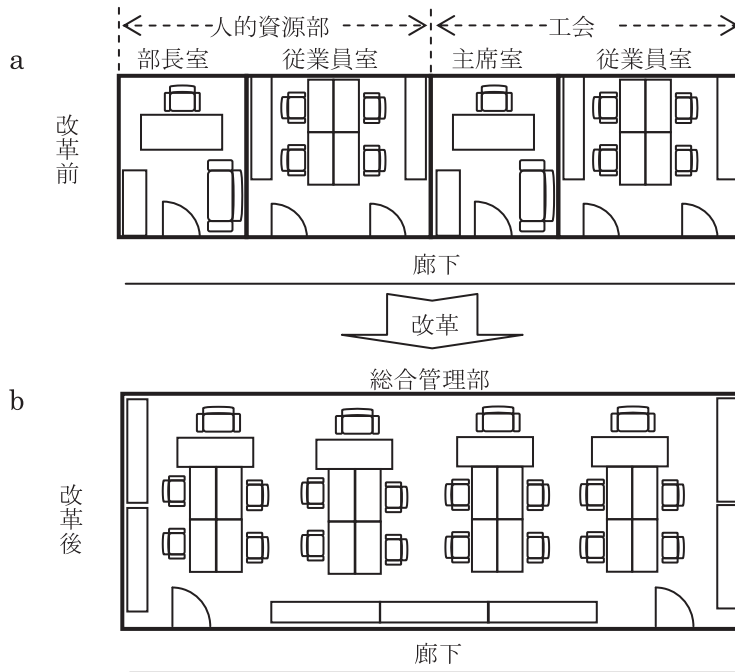 a
人的資源部
工会
部長室
従業員室
主席室
従業員室
改革前
廊下
改革
b
総合管理部
改革後
廊下